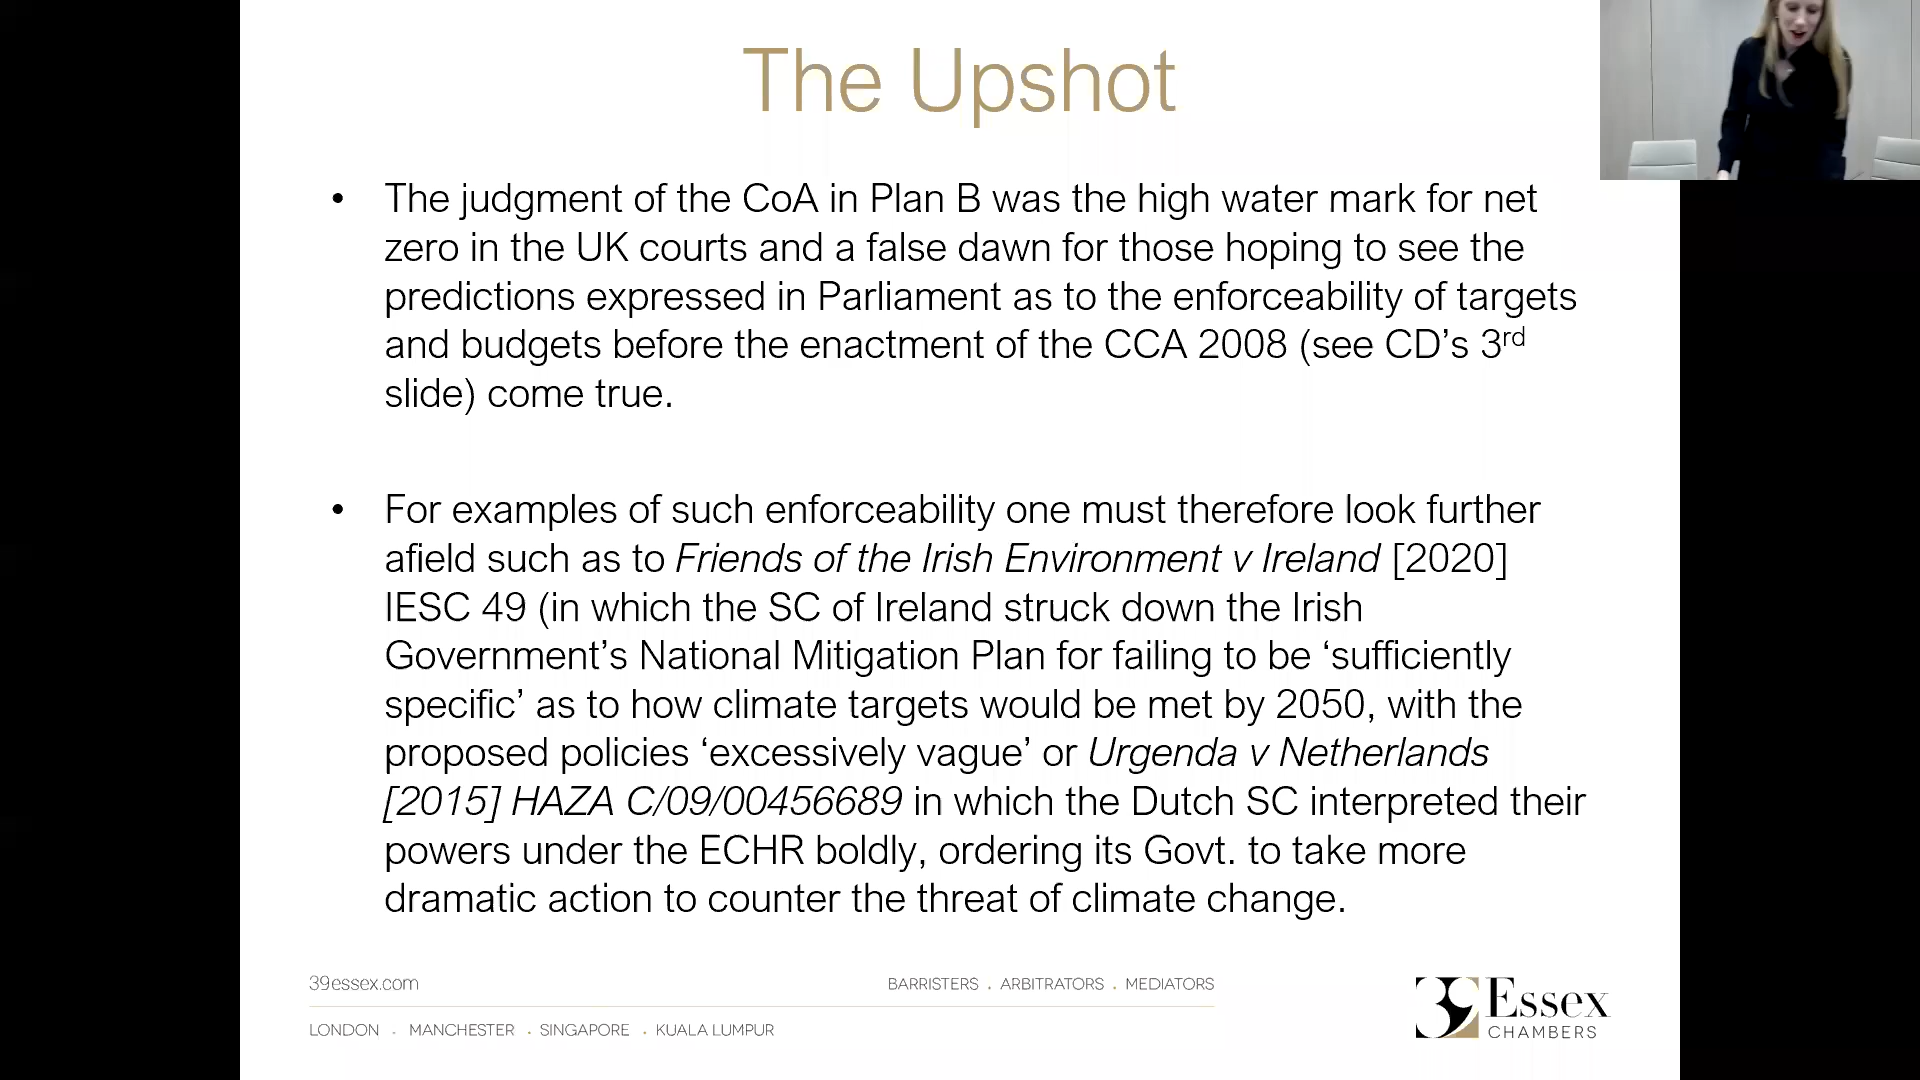 The Upshot
• The judgment of the CoA in Plan B was the high water mark for net
zero in the UK courts and a false dawn for those hoping to see the
predictions expressed in Parliament as to the enforceability of targets
and budgets before the enactment of the CCA 2008 (see CD’s 3rd
slide) come true.
• For examples of such enforceability one must therefore look further
afield such as to Friends of the Irish Environment v Ireland [2020]
IESC 49 (in which the SC of Ireland struck down the Irish
Government’s National Mitigation Plan for failing to be ‘sufficiently
specific’ as to how climate targets would be met by 2050, with the
proposed policies ‘excessively vague’ or Urgenda v Netherlands
[2015] HAZA C/09/00456689 in which the Dutch SC interpreted their
powers under the ECHR boldly, ordering its Govt. to take more
dramatic action to counter the threat of climate change.
39essex.com
BARRISTERS . ARBITRATORS . MEDIATORS
LONDON . MANCHESTER . SINGAPORE . KUALA LUMPUR
39 Essex
CHAMBERS